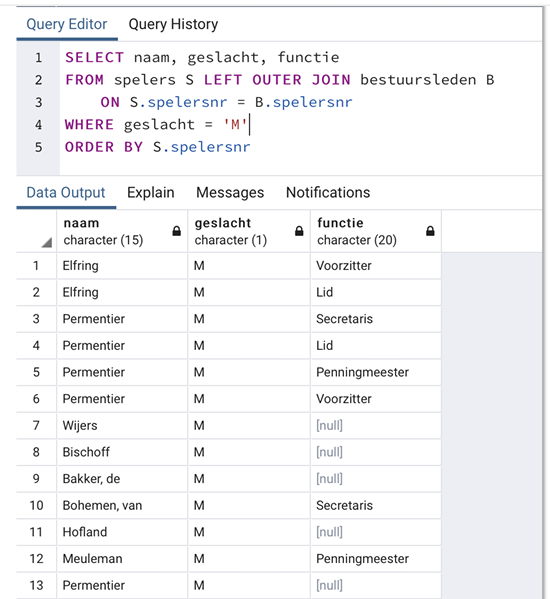 Query Editor Query History
1 SELECT naam, geslacht, functie
2 FROM spelers S LEFT OUTER JOIN bestuursleden B
3 ON S.spelersnr = B.spelersnr
4 WHERE geslacht = 'M'
5 ORDER BY S.spelersnr
Data Output Explain Messages Notifications
naam geslacht functie
character (15) character (1) character (20)
1 Elfring M Voorzitter
2 Elfring M Lid
3 Permentier M Secretaris
4 Permentier M Lid
5 Permentier M Penningmeester
6 Permentier M Voorzitter
7 Wijers M [null]
8 Bischoff M [null]
9 Bakker, de M [null]
10 Bohemen, van M Secretaris
11 Hofland M [null]
12 Meuleman M Penningmeester
13 Permentier M [null]